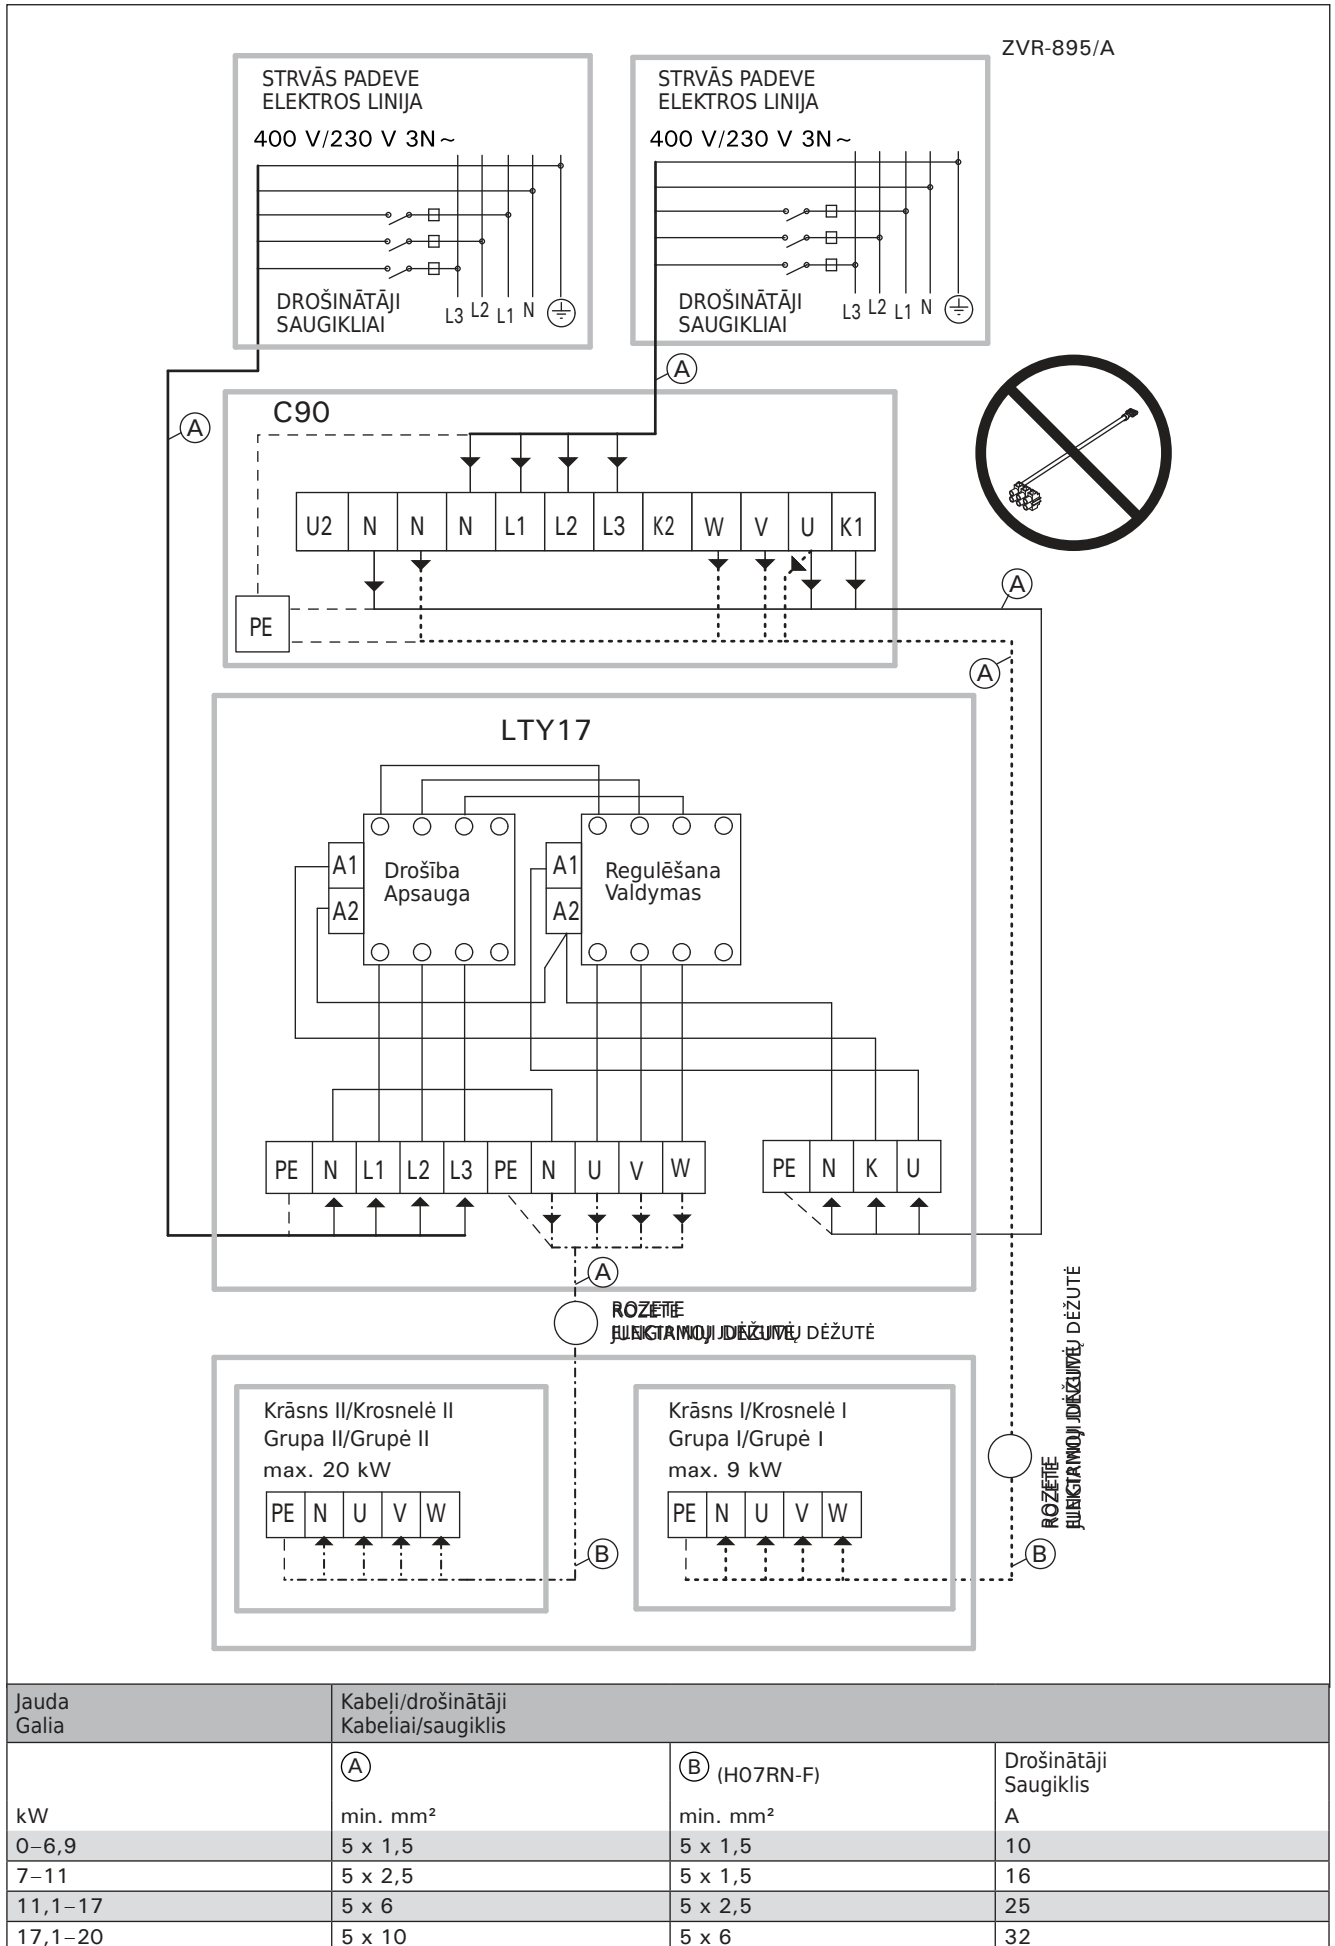 ZVR-895/A
STRVĀS PADEVE
ELEKTROS LINIJA
400 V/230 V 3N~
DROŠINĀTĀJI
SAUGIKLIAI
L3 L2 L1 N
STRVĀS PADEVE
ELEKTROS LINIJA
400 V/230 V 3N~
DROŠINĀTĀJI
SAUGIKLIAI
L3 L2 L1 N
A
A
C90
U2 N N N L1 L2 L3 K2 W V U K1
PE
A
A
LTY17
A1
A2
Drošība
Apsauga
A1
A2
Regulēšana
Valdymas
PE N L1 L2 L3 PE N U V W
PE N K U
A
ROZETE
DĖŽUTĖ
ROZETE
DĖŽUTĖ
Krāsns II/Krosnelė II
Grupa II/Grupė II
max. 20 kW
PE N U V W
B
Krāsns I/Krosnelė I
Grupa I/Grupė I
max. 9 kW
PE N U V W
B
Jauda
Galia
Kabeļi/drošinātāji
Kabeliai/saugiklis
A
B (H07RN-F)
Drošinātāji
Saugiklis
kW min. mm² min. mm² A
0–6,9 5 x 1,5 5 x 1,5 10
7–11 5 x 2,5 5 x 1,5 16
11,1–17 5 x 6 5 x 2,5 25
17,1–20 5 x 10 5 x 6 32